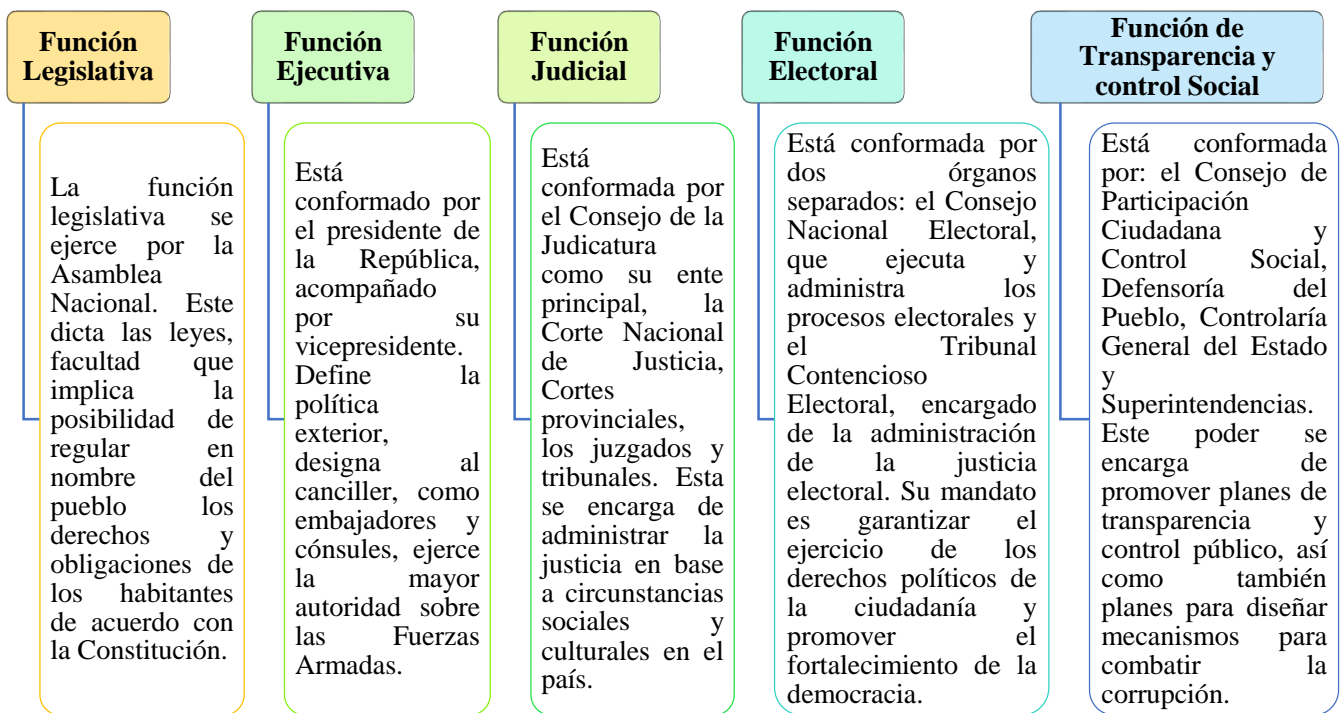 Función
Legislativa
La función
legislativa se
ejerce por la
Asamblea
Nacional. Este
dicta las leyes,
facultad que
implica la
posibilidad de
regular en
nombre del
pueblo los
derechos y
obligaciones de
los habitantes
de acuerdo con
la Constitución.
Función
Ejecutiva
Está
conformado por
el presidente de
la República,
acompañado
por su
vicepresidente.
Define la
política
exterior,
designa al
canciller, como
embajadores y
cónsules, ejerce
la mayor
autoridad sobre
las Fuerzas
Armadas.
Función
Judicial
Está
conformada por
el Consejo de la
Judicatura
como su ente
principal, la
Corte Nacional
de Justicia,
Cortes
provinciales,
los juzgados y
tribunales. Esta
se encarga de
administrar la
justicia en base
a circunstancias
sociales y
culturales en el
país.
Función
Electoral
Está conformada por
dos órganos
separados: el Consejo
Nacional Electoral,
que ejecuta y
administra los
procesos electorales y
el Tribunal
Contencioso
Electoral, encargado
de la administración
de la justicia
electoral. Su mandato
es garantizar el
ejercicio de los
derechos políticos de
la ciudadanía y
promover el
fortalecimiento de la
democracia.
Función de
Transparencia y
control Social
Está conformada
por: el Consejo de
Participación
Ciudadana y
Control Social,
Defensoría del
Pueblo, Controlaría
General del Estado
y
Superintendencias.
Este poder se
encarga de
promover planes de
transparencia y
control público, así
como también
planes para diseñar
mecanismos para
combatir la
corrupción.